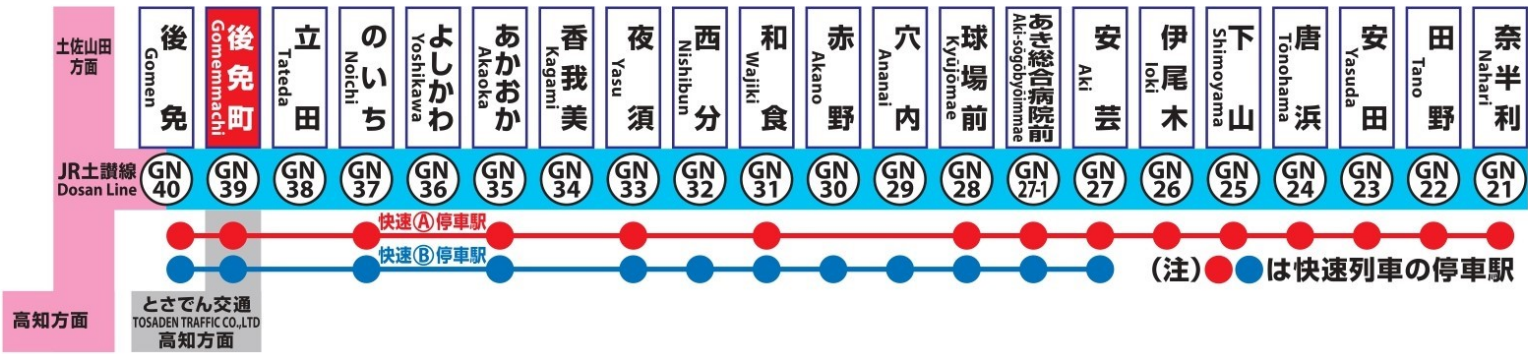 土佐山田
方面
後免
Gomen
後免町
Gomemmachi
立田
Tateda
のいち
Noichi
よしかわ
Yoshikawa
あかおか
Akaoka
香我美
Kagami
夜須
Yasu
西分
Nishibun
和食
Wajiki
赤野
Akano
穴内
Ananai
球場前
Kyūjōmae
あき総合病院前
Aki-sōgōbyōinmae
安芸
Aki
伊尾木
Ioki
下山
Shimoyama
唐浜
Tōnohama
安田
Yasuda
田野
Tano
奈半利
Nahari
JR土讃線
Dosan Line
GN
40
GN
39
GN
38
GN
37
GN
36
GN
35
GN
34
GN
33
GN
32
GN
31
GN
30
GN
29
GN
28
GN
27-1
GN
27
GN
26
GN
25
GN
24
GN
23
GN
22
GN
21
快速Ⓐ停車駅
快速Ⓑ停車駅
(注)は快速列車の停車駅
高知方面
とさでん交通
TOSADEN TRAFFIC CO.,LTD
高知方面